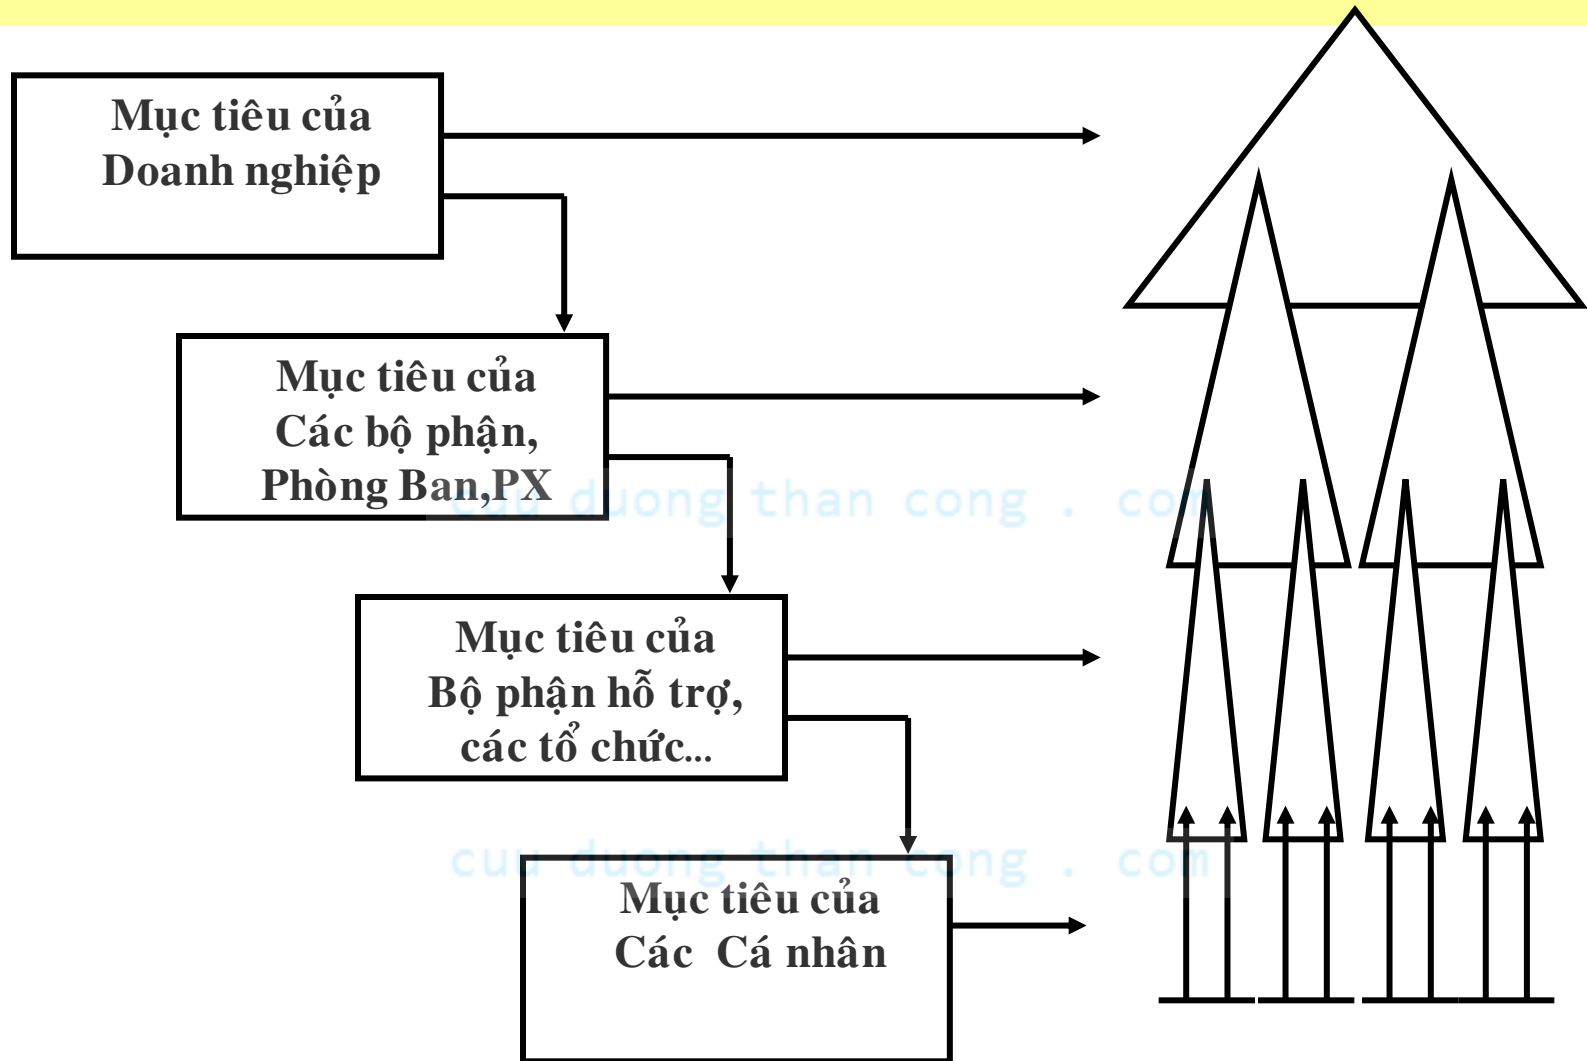 Mục tiêu của
Doanh nghiệp
Mục tiêu của
Các bộ phận,
Phòng Ban,PX
cuu duong than cong . com
Mục tiêu của
Bộ phận hỗ trợ,
các tổ chức...
cuu duong than cong . com
Mục tiêu của
Các Cá nhân